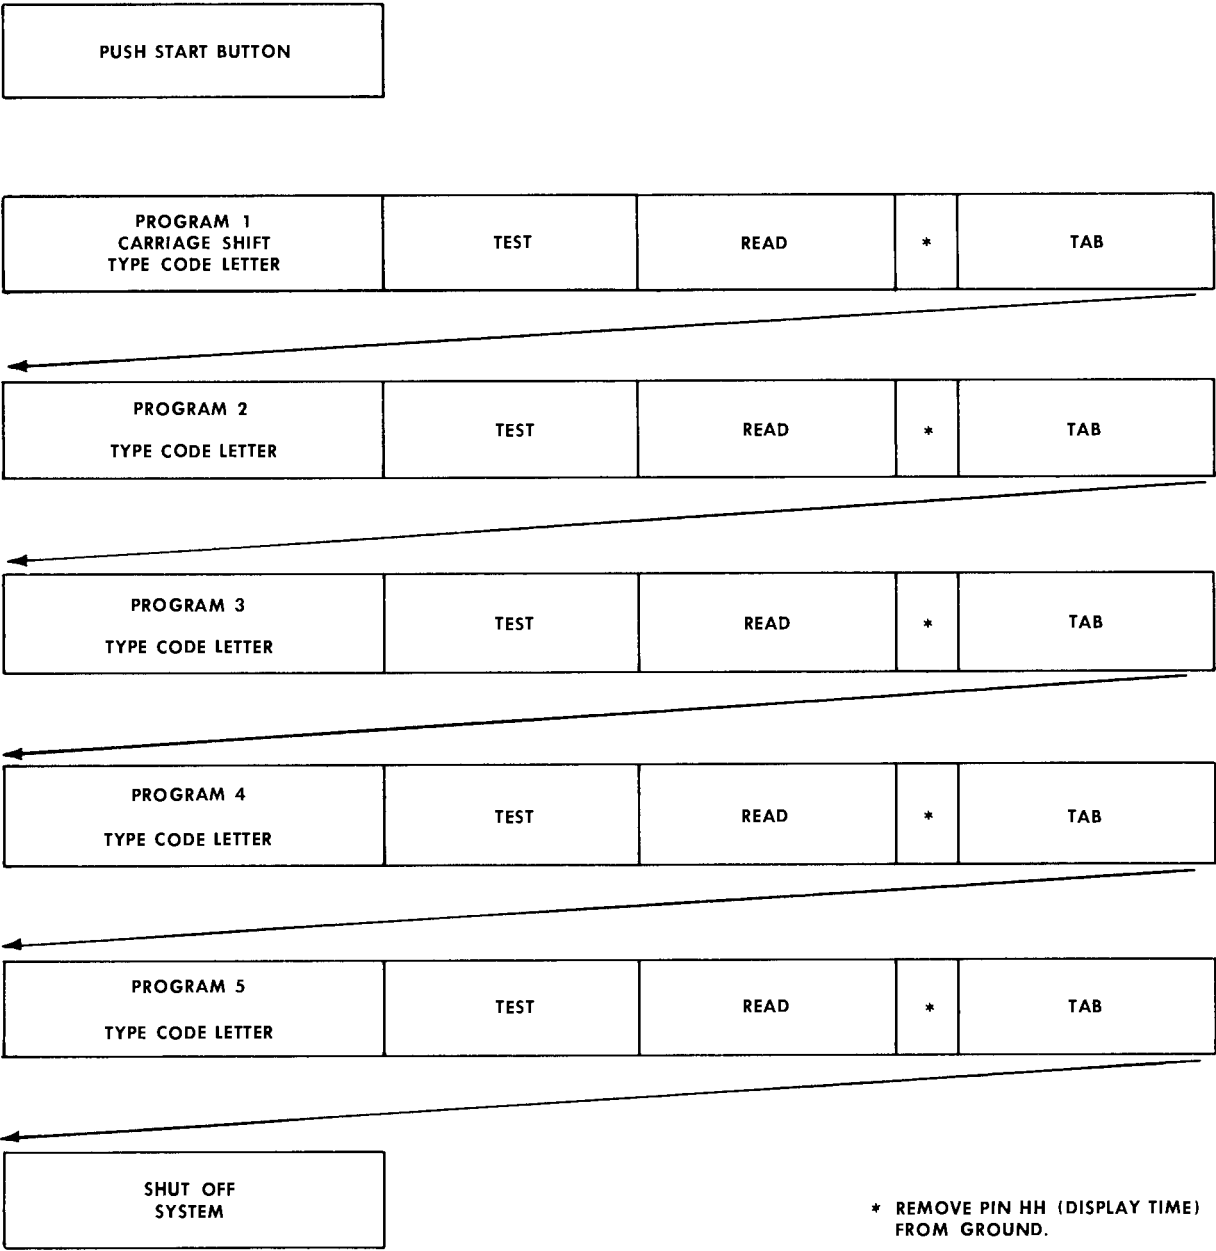 PUSH START BUTTON
PROGRAM 1
CARRIAGE SHIFT
TYPE CODE LETTER
TEST
READ
*
TAB
PROGRAM 2
TYPE CODE LETTER
TEST
READ
*
TAB
PROGRAM 3
TYPE CODE LETTER
TEST
READ
*
TAB
PROGRAM 4
TYPE CODE LETTER
TEST
READ
*
TAB
PROGRAM 5
TYPE CODE LETTER
TEST
READ
*
TAB
SHUT OFF
SYSTEM
* REMOVE PIN HH (DISPLAY TIME)
FROM GROUND.